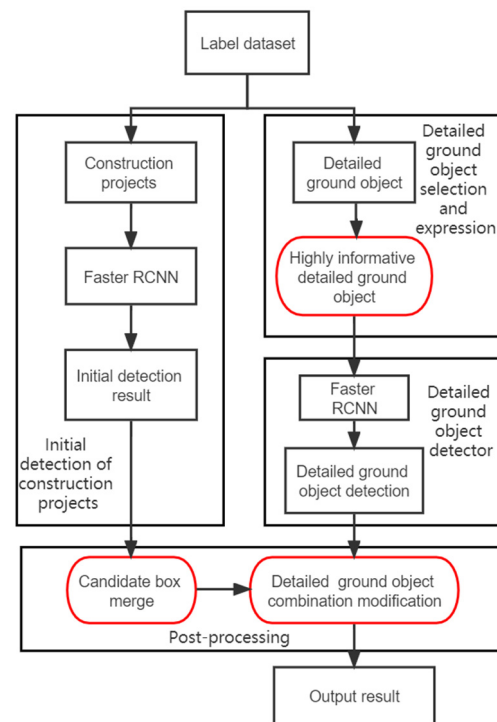 Label dataset
Construction
projects
Faster RCNN
Initial detection
result
Initial
detection of
construction
projects
Detailed
ground object
Highly informative
detailed ground
object
Detailed
ground
object
selection
and
expression
Faster
RCNN
Detailed ground
object detection
Detailed
ground
object
detector
Candidate box
merge
Detailed ground object
combination modification
Post-processing
Output result